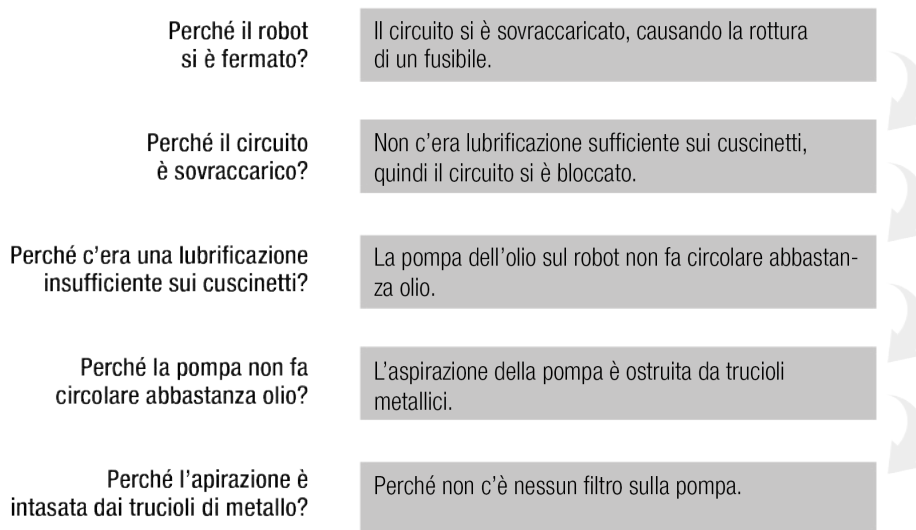 Perché il robot
si è fermato?
Il circuito si è sovraccaricato, causando la rottura
di un fusibile.
Perché il circuito
è sovraccarico?
Non c'era lubrificazione sufficiente sui cuscinetti,
quindi il circuito si è bloccato.
Perché c'era una lubrificazione
insufficiente sui cuscinetti?
La pompa dell'olio sul robot non fa circolare abbastan-
za olio.
Perché la pompa non fa
circolare abbastanza olio?
L'aspirazione della pompa è ostruita da trucioli
metallici.
Perché l'apirazione è
intasata dai trucioli di metallo?
Perché non c'è nessun filtro sulla pompa.